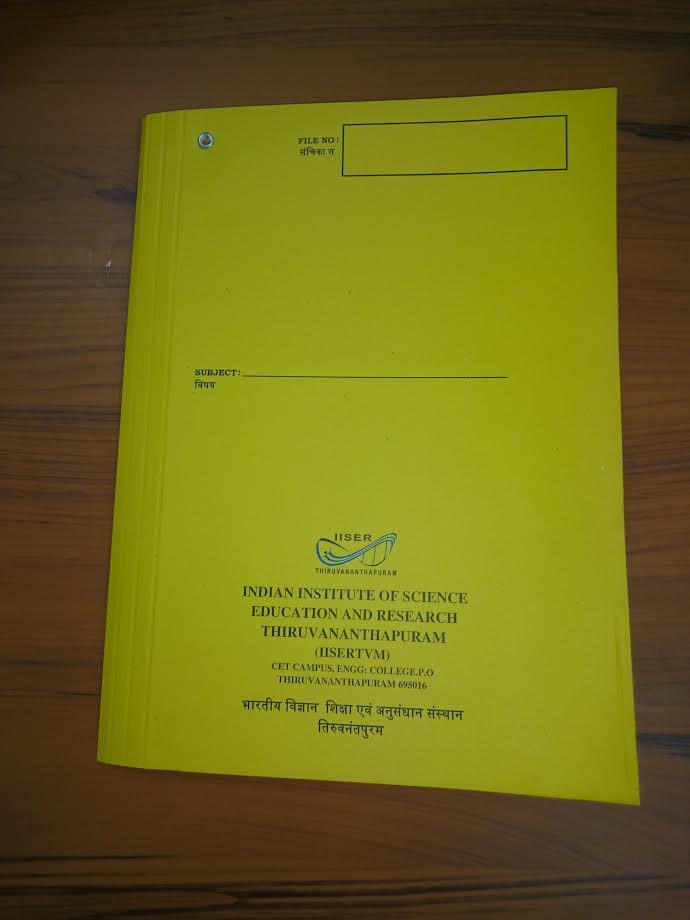 FILE NO:
संचिका स
SUBJECT:
विषय
IISER
THIRUVANANTHAPURAM
INDIAN INSTITUTE OF SCIENCE
EDUCATION AND RESEARCH
THIRUVANANTHAPURAM
(IISERTVM)
CET CAMPUS, ENGG: COLLEGE.P.O
THIRUVANANTHAPURAM 695016
भारतीय विज्ञान शिक्षा एवं अनुसंधान संस्थान
तिरुवनंतपुरम